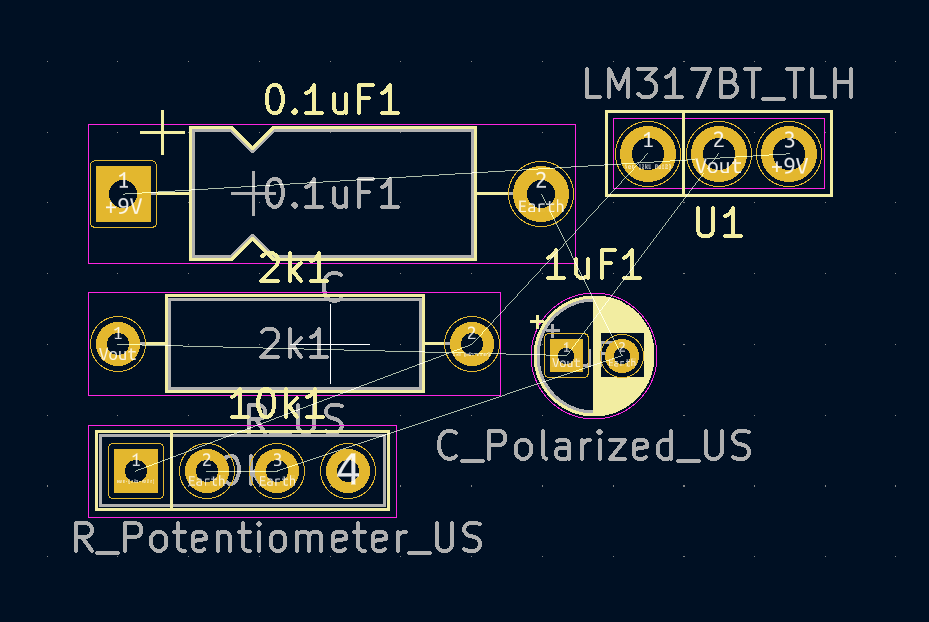 LM317BT_TLH
0.1uF1
1
2
3
Vout
+9V
1
+9V
0.1uF1
2
Earth
U1
2k1
C
1uF1
1
Vout
2k1
2
+
+
1
Vout
2
Earth
10k1
R_US
C_Polarized_US
1
2
Earth
3
Earth
4
R_Potentiometer_US